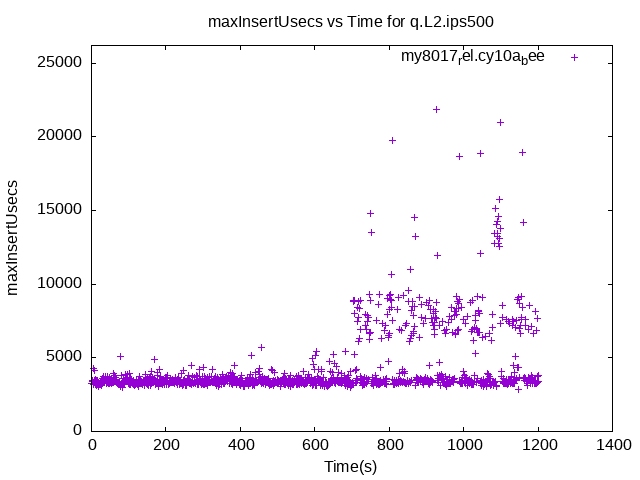 maxInsertUsecs vs Time for q.L2.ips500
my8017rel.cy10abee
25000
20000
15000
10000
5000
0
maxInsertUsecs
0 200 400 600 800 1000 1200 1400
Time(s)